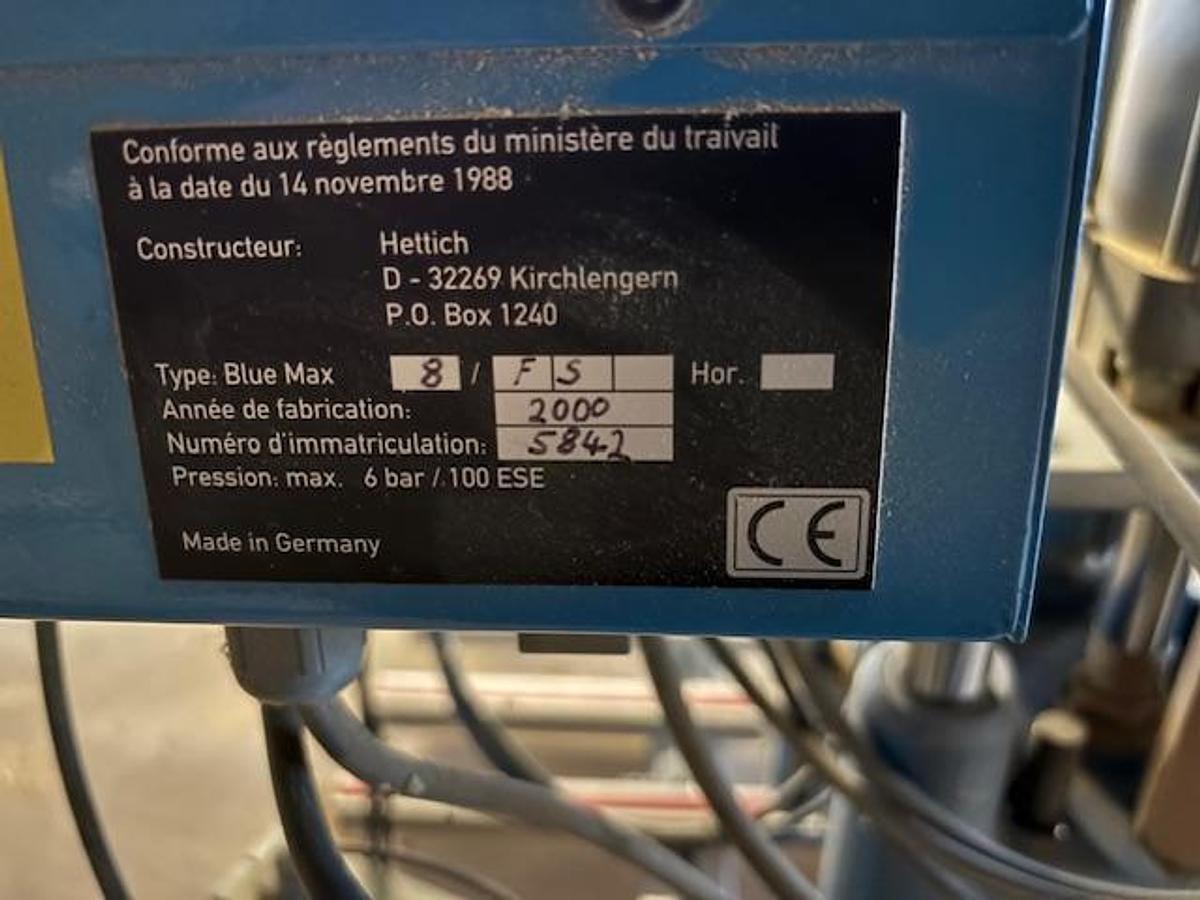 Conforme aux règlements du ministère du traivail
à la date du 14 novembre 1988
Constructeur: Hettich
D - 32269 Kirchlengern
P.O. Box 1240
Type: Blue Max 8 / F S Hor.
Année de fabrication: 2000
Numéro d'immatriculation: 5842
Pression: max. 6 bar / 100 ESE
Made in Germany
CE